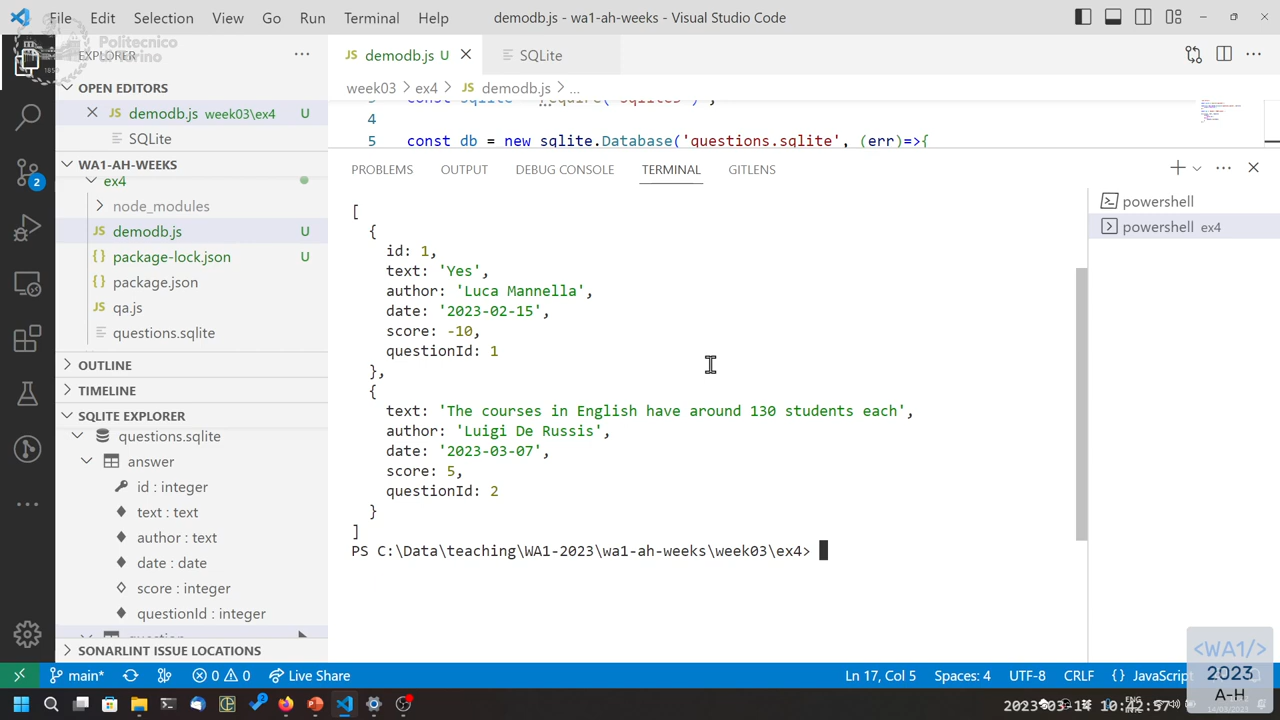 File Edit Selection View Go Run Terminal Help demodb.js - wa1-ah-weeks - Visual Studio Code
Politecnico
EXPLORER ...
demodb.js U SQLite
OPEN EDITORS
week03 > ex4 > JS demodb.js > ...
JS demodb.js week03\ex4 U
SQLite
4
5 const db = new sqlite.Database('questions.sqlite', (err)=>{
WA1-AH-WEEKS
ex4
node_modules
JS demodb.js U
{} package-lock.json U
{} package.json
JS qa.js
questions.sqlite
OUTLINE
TIMELINE
SQLITE EXPLORER
questions.sqlite
answer
id : integer
text : text
author : text
date : date
score : integer
questionId : integer
question
SONARLINT ISSUE LOCATIONS
PROBLEMS OUTPUT DEBUG CONSOLE TERMINAL GITLENS
[
{
id: 1,
text: 'Yes',
author: 'Luca Mannella',
date: '2023-02-15',
score: -10,
questionId: 1
},
{
text: 'The courses in English have around 130 students each',
author: 'Luigi De Russis',
date: '2023-03-07',
score: 5,
questionId: 2
}
]
PS C:\Data\teaching\WA1-2023\wa1-ah-weeks\week03\ex4>
powershell
powershell ex4
2
<WA1/>
2023
A-H
main* 0 0 Live Share Ln 17, Col 5 Spaces: 4 UTF-8 CRLF {} JavaScript